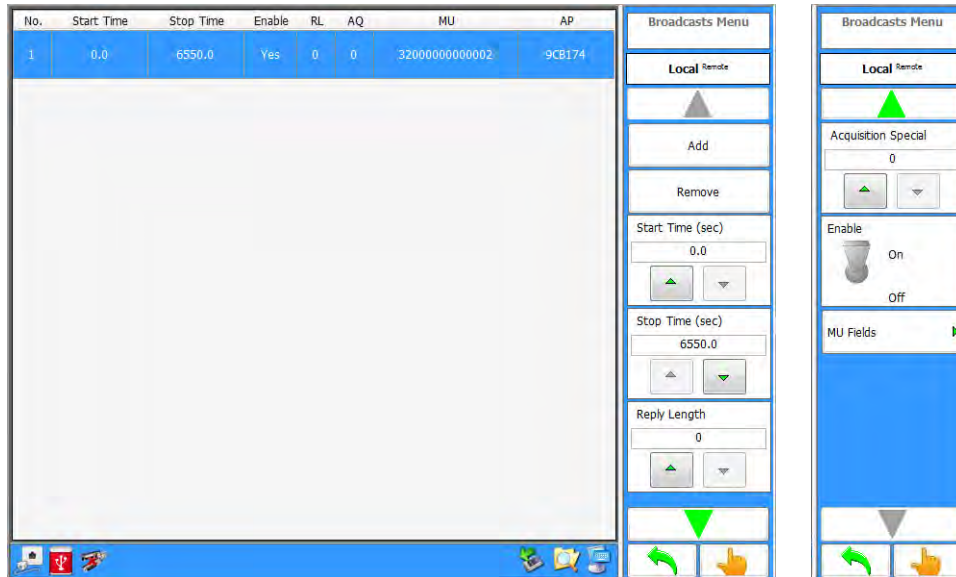 No. Start Time Stop Time Enable RL AQ MU AP
1 0.0 6550.0 Yes 0 0 32000000000002 9CB174
Broadcasts Menu
Local Remote
Add
Remove
Start Time (sec)
0.0
Stop Time (sec)
6550.0
Reply Length
0
Broadcasts Menu
Local Remote
Acquisition Special
0
Enable
On
Off
MU Fields